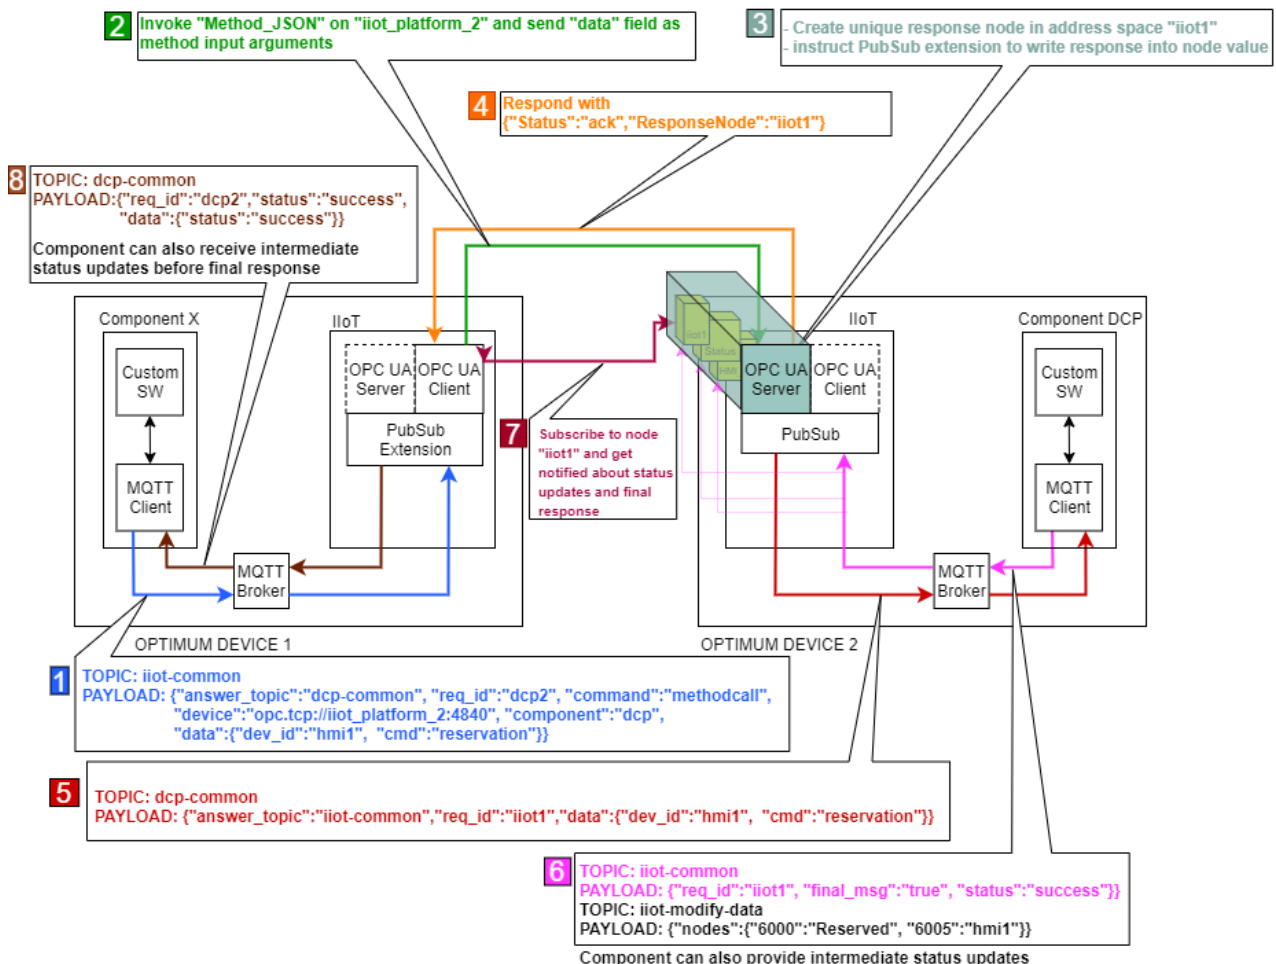 2
Invoke "Method_JSON" on "iiot_platform_2" and send "data" field as
method input arguments
3
- Create unique response node in address space "iiot1"
- instruct PubSub extension to write response into node value
4
Respond with
{"Status":"ack","ResponseNode":"iiot1"}
8
TOPIC: dcp-common
PAYLOAD:{"req_id":"dcp2","status":"success",
"data":{"status":"success"}}
Component can also receive intermediate
status updates before final response
Component X
IIoT
Custom
SW
OPC UA
Server
OPC UA
Client
PubSub
Extension
MQTT
Client
MQTT
Broker
OPTIMUM DEVICE 1
7
Subscribe to node
"iiot1" and get
notified about status
updates and final
response
iiot1
Status
HMI
IIoT
Component DCP
OPC UA
Server
OPC UA
Client
Custom
SW
PubSub
MQTT
Client
MQTT
Broker
OPTIMUM DEVICE 2
1
TOPIC: iiot-common
PAYLOAD: {"answer_topic":"dcp-common", "req_id":"dcp2", "command":"methodcall",
"device":"opc.tcp://iiot_platform_2:4840", "component":"dcp",
"data":{"dev_id":"hmi1", "cmd":"reservation"}}
5
TOPIC: dcp-common
PAYLOAD: {"answer_topic":"iiot-common","req_id":"iiot1","data":{"dev_id":"hmi1", "cmd":"reservation"}}
6
TOPIC: iiot-common
PAYLOAD: {"req_id":"iiot1", "final_msg":"true", "status":"success"}}
TOPIC: iiot-modify-data
PAYLOAD: {"nodes":{"6000":"Reserved", "6005":"hmi1"}}
Component can also provide intermediate status updates